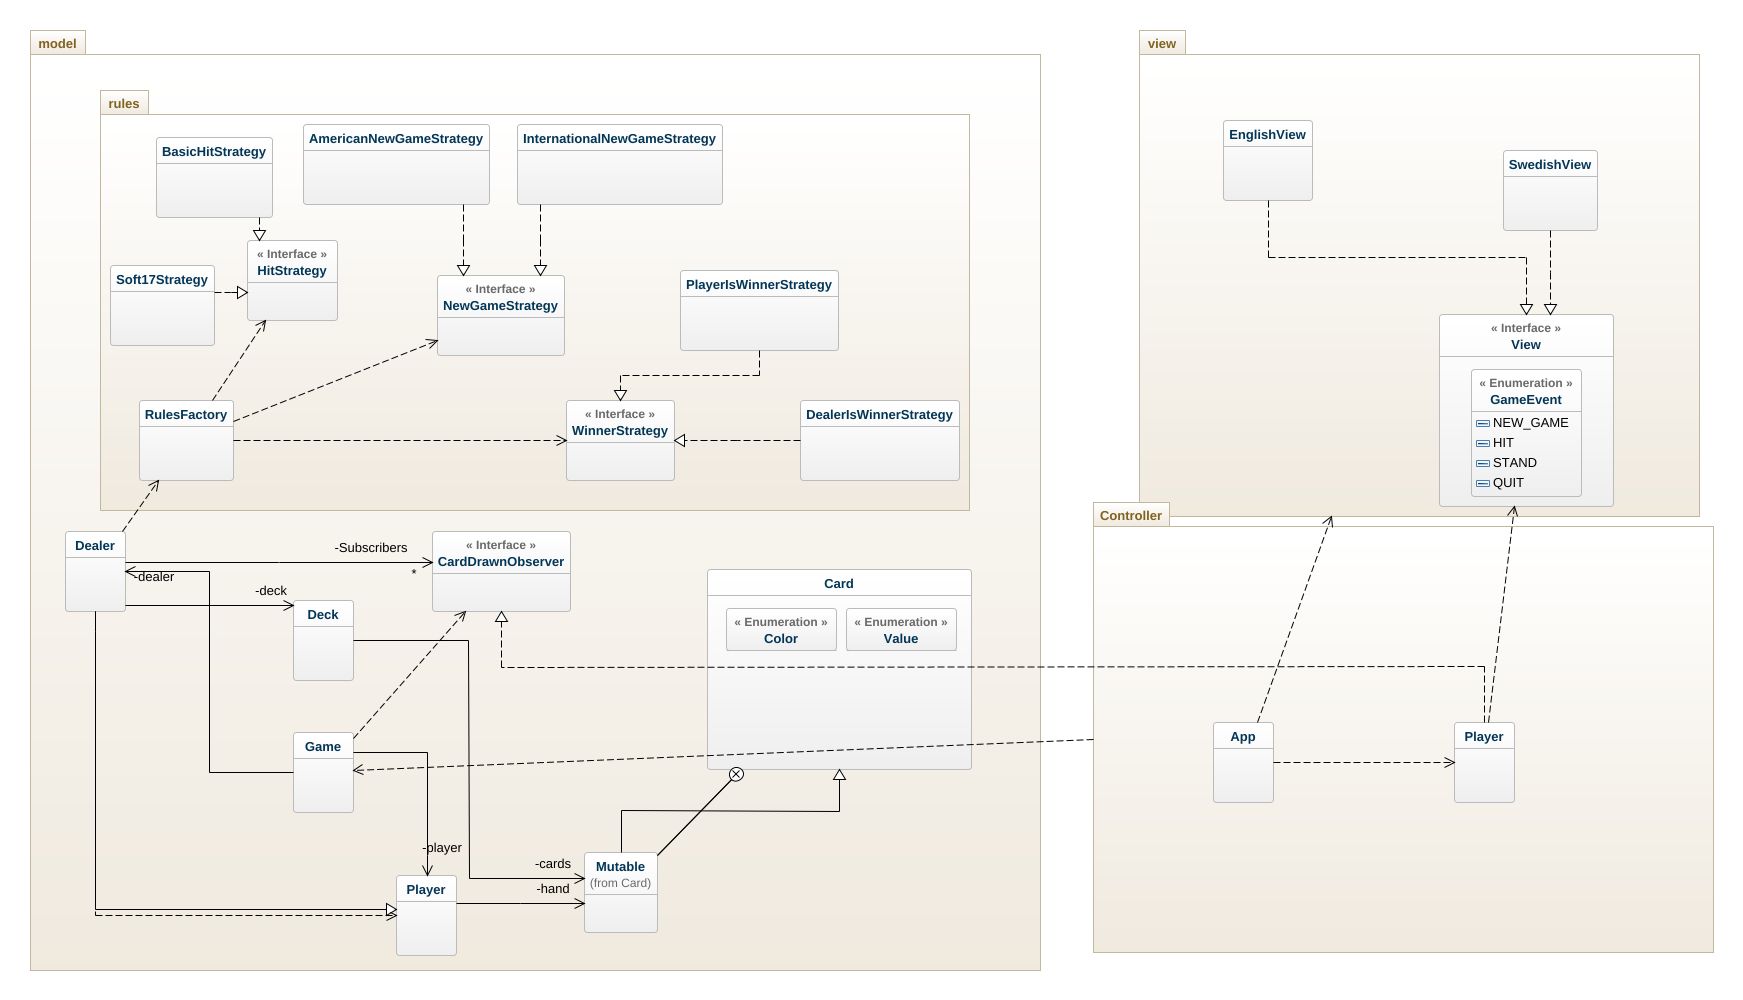 model
rules
BasicHitStrategy
AmericanNewGameStrategy
InternationalNewGameStrategy
« Interface »
HitStrategy
Soft17Strategy
« Interface »
NewGameStrategy
PlayerIsWinnerStrategy
RulesFactory
« Interface »
WinnerStrategy
DealerIsWinnerStrategy
Dealer
-Subscribers
*
« Interface »
CardDrawnObserver
-dealer
-deck
Deck
Card
« Enumeration »
Color
« Enumeration »
Value
Game
-player
Player
-cards
-hand
Mutable
(from Card)
view
EnglishView
SwedishView
« Interface »
View
« Enumeration »
GameEvent
NEW_GAME
HIT
STAND
QUIT
Controller
App
Player